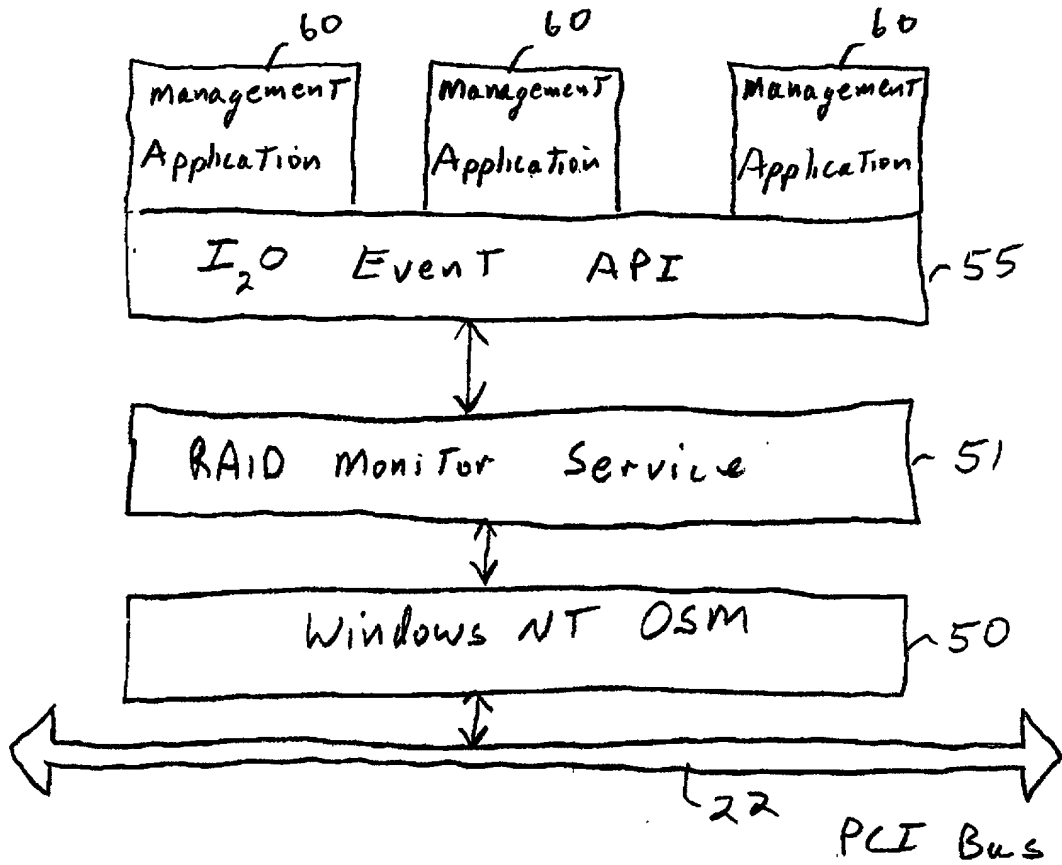 60 60 60
Management Management Management
Application Application Application
I₂O Event API 55
RAID Monitor Service 51
Windows NT OSM 50
22
PCI Bus